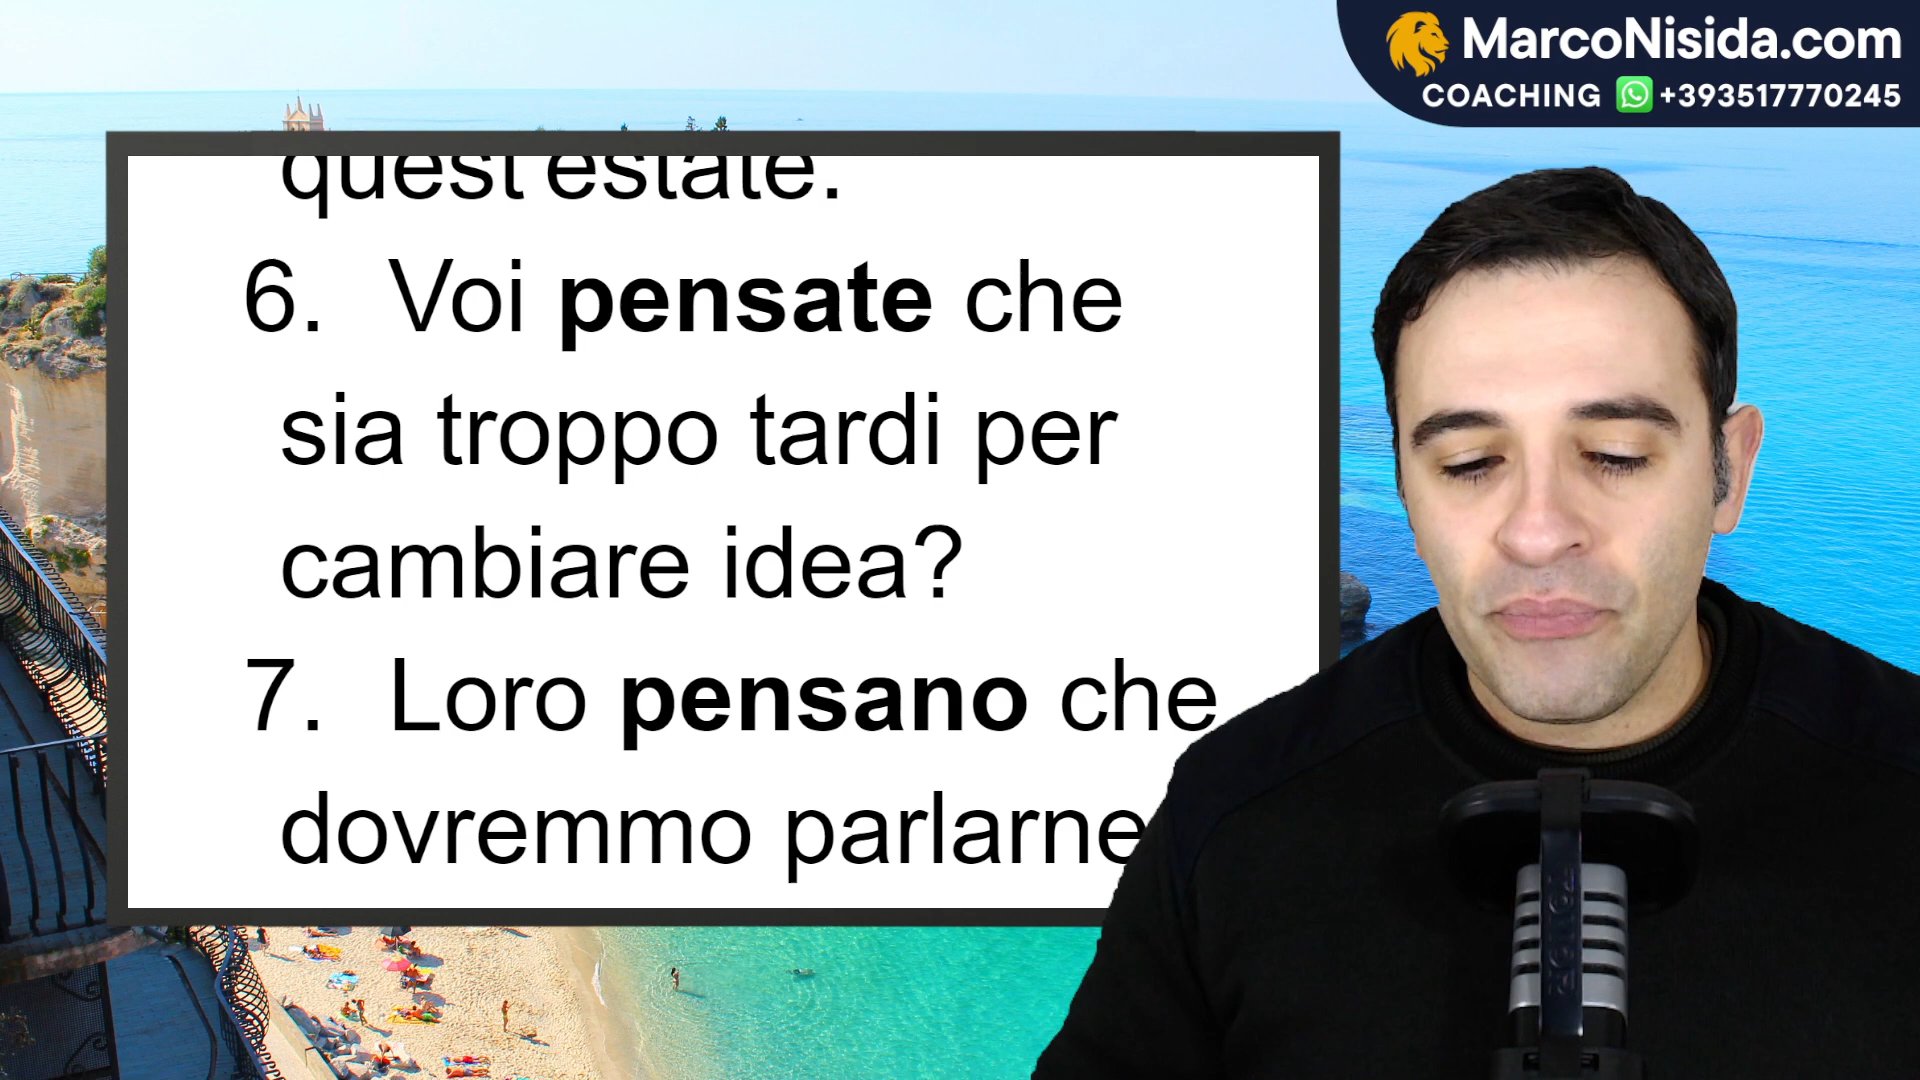 MarcoNisida.com
COACHING +393517770245
quest'estate.
6. Voi pensate che
sia troppo tardi per
cambiare idea?
7. Loro pensano che
dovremmo parlarne